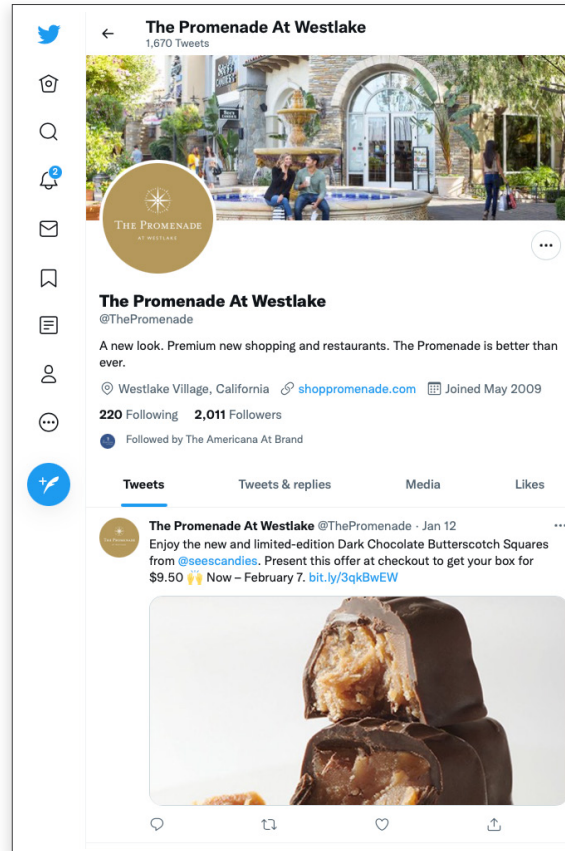 The Promenade At Westlake
1,670 Tweets
SEE'S
CANDIES
2
THE PROMENADE
AT WESTLAKE
The Promenade At Westlake
@ThePromenade
A new look. Premium new shopping and restaurants. The Promenade is better than
ever.
Westlake Village, California shoppromenade.com Joined May 2009
220 Following 2,011 Followers
Followed by The Americana At Brand
Tweets Tweets & replies Media Likes
The Promenade At Westlake @ThePromenade · Jan 12
Enjoy the new and limited-edition Dark Chocolate Butterscotch Squares
from @seescandies. Present this offer at checkout to get your box for
$9.50 🙌 Now – February 7. bit.ly/3qkBwEW